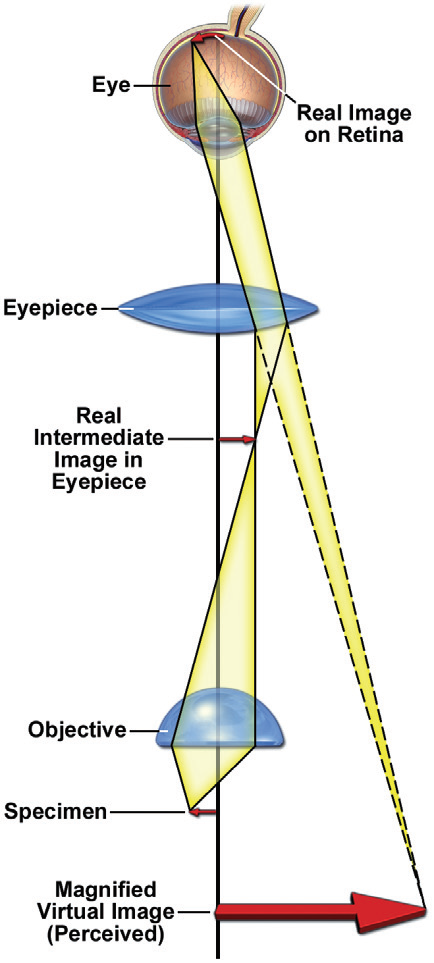 Eye
Real Image
on Retina
Eyepiece
Real
Intermediate
Image in
Eyepiece
Objective
Specimen
Magnified
Virtual Image
(Perceived)